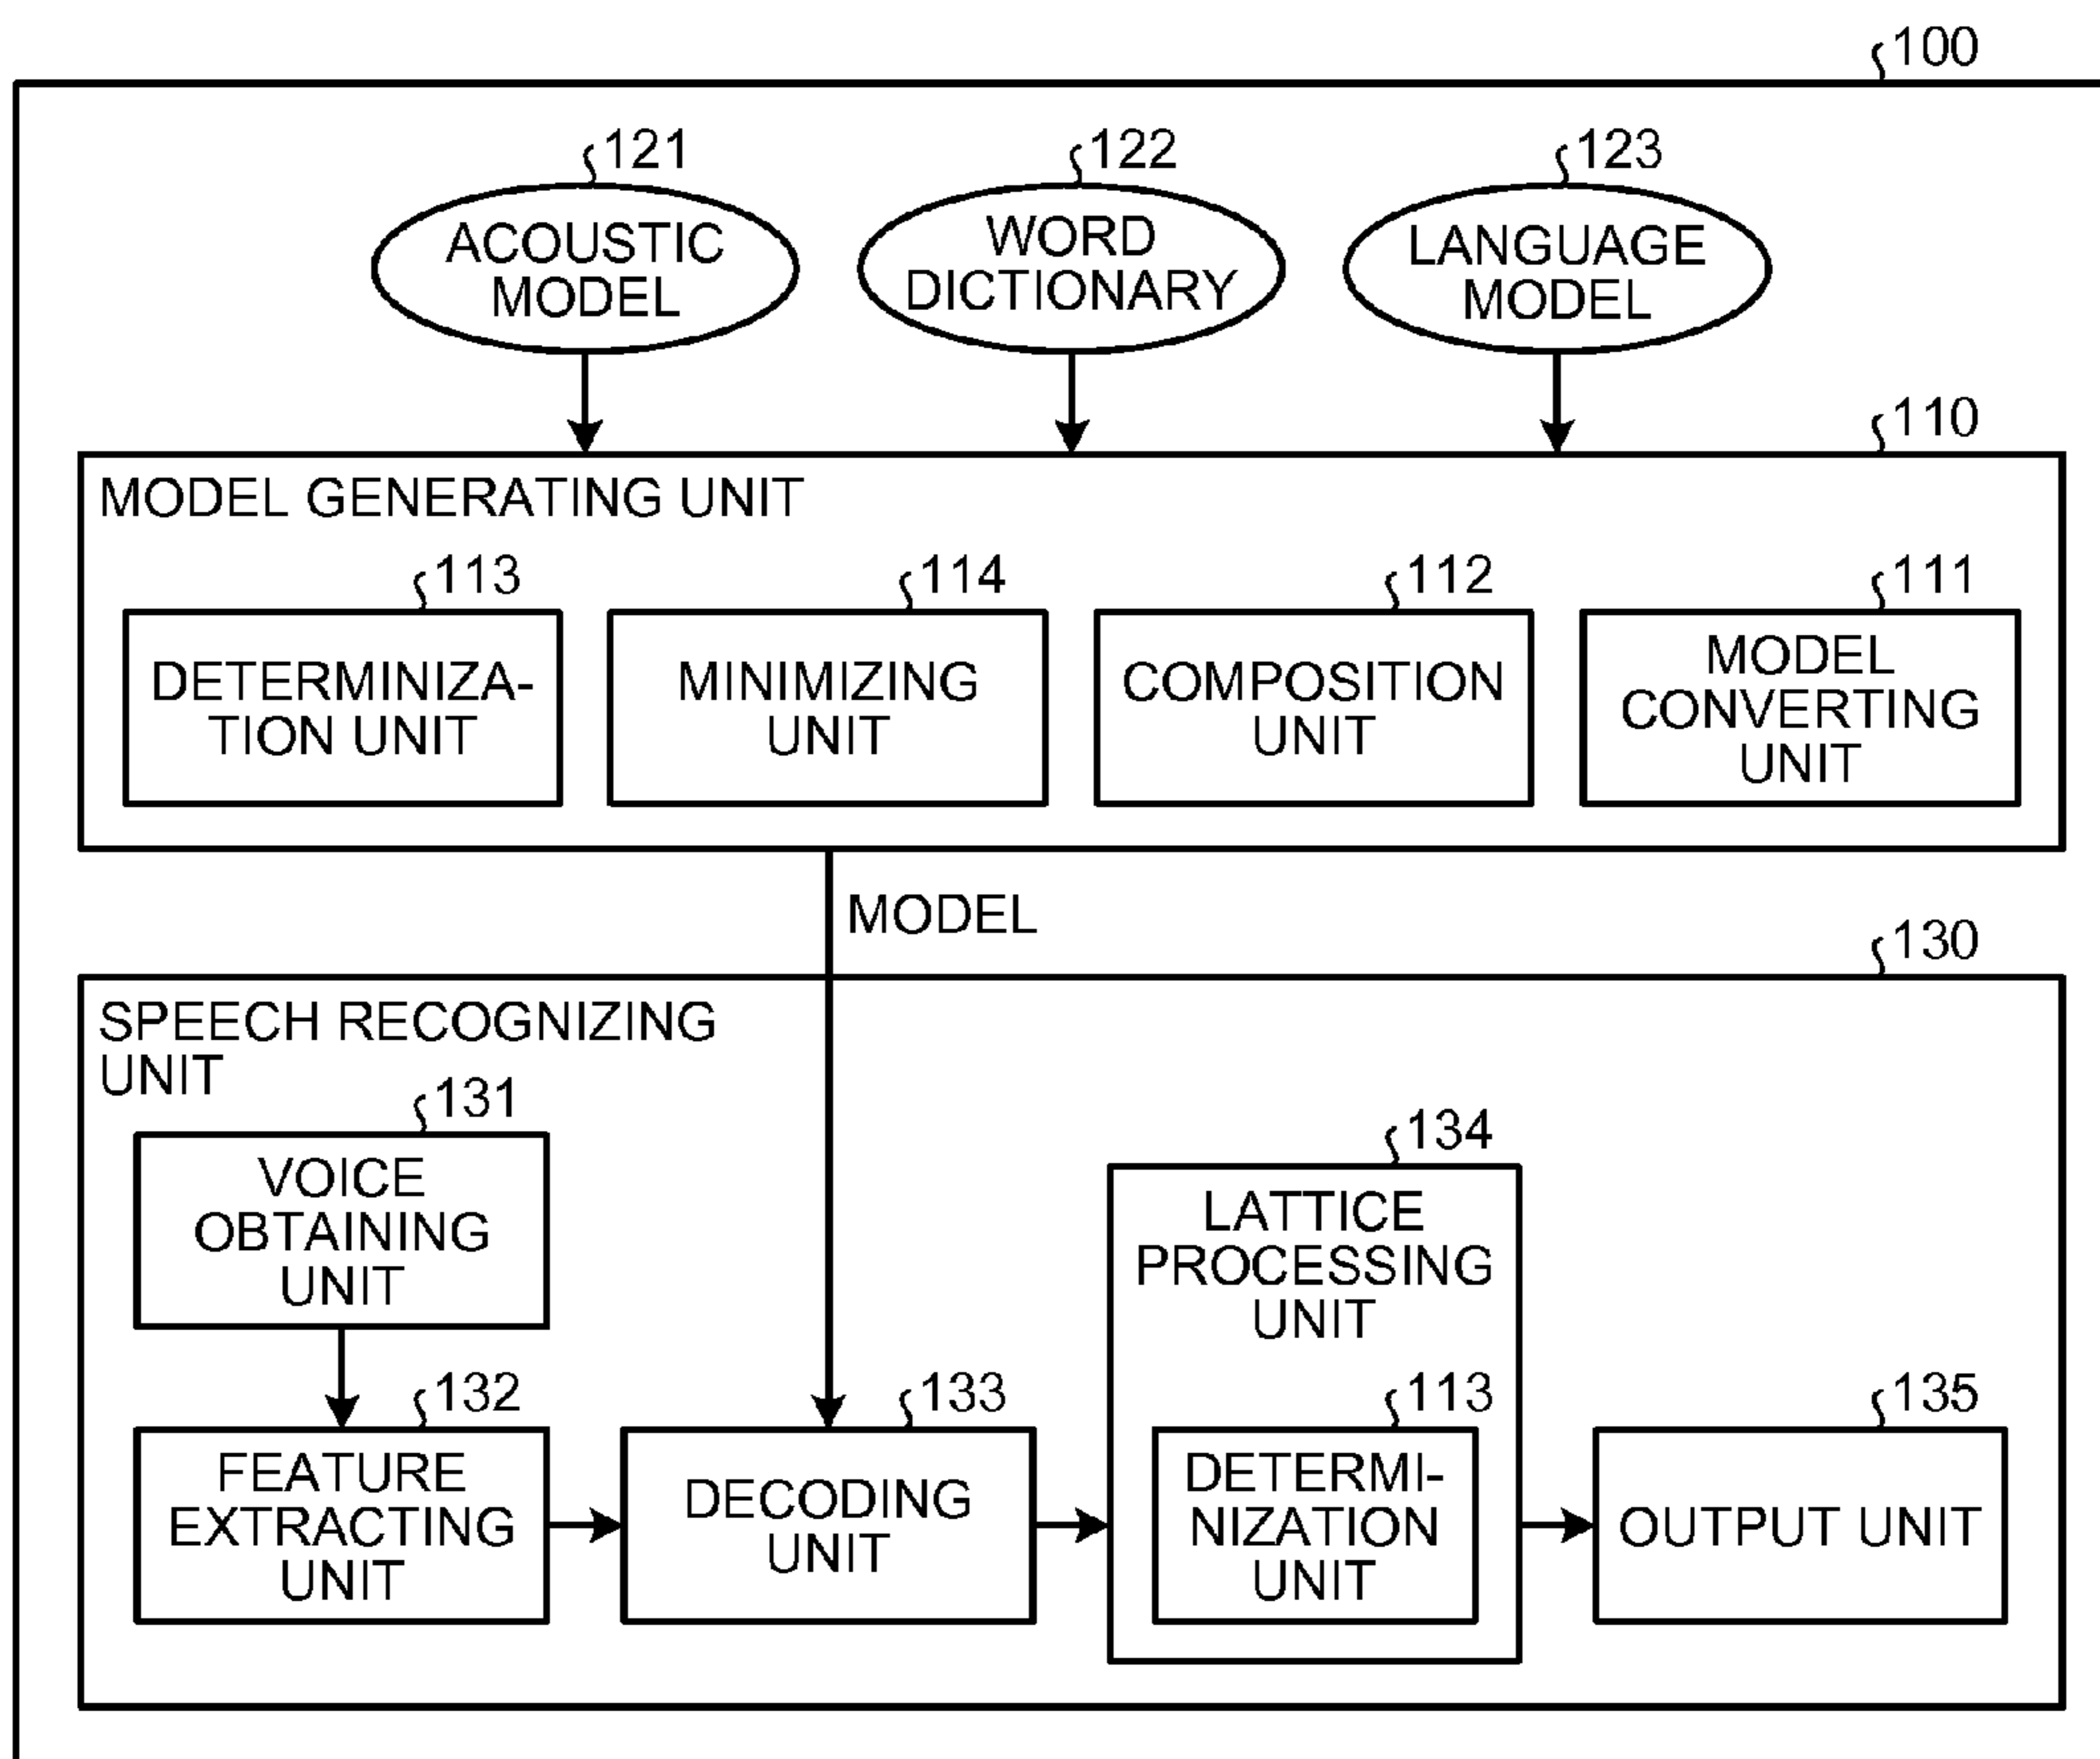 100
121
122
123
ACOUSTIC
MODEL
WORD
DICTIONARY
LANGUAGE
MODEL
110
MODEL GENERATING UNIT
113
114
112
111
DETERMINIZA-
TION UNIT
MINIMIZING
UNIT
COMPOSITION
UNIT
MODEL
CONVERTING
UNIT
MODEL
130
SPEECH RECOGNIZING
UNIT
131
VOICE
OBTAINING
UNIT
134
LATTICE
PROCESSING
UNIT
132
FEATURE
EXTRACTING
UNIT
133
DECODING
UNIT
113
DETERMI-
NIZATION
UNIT
135
OUTPUT UNIT